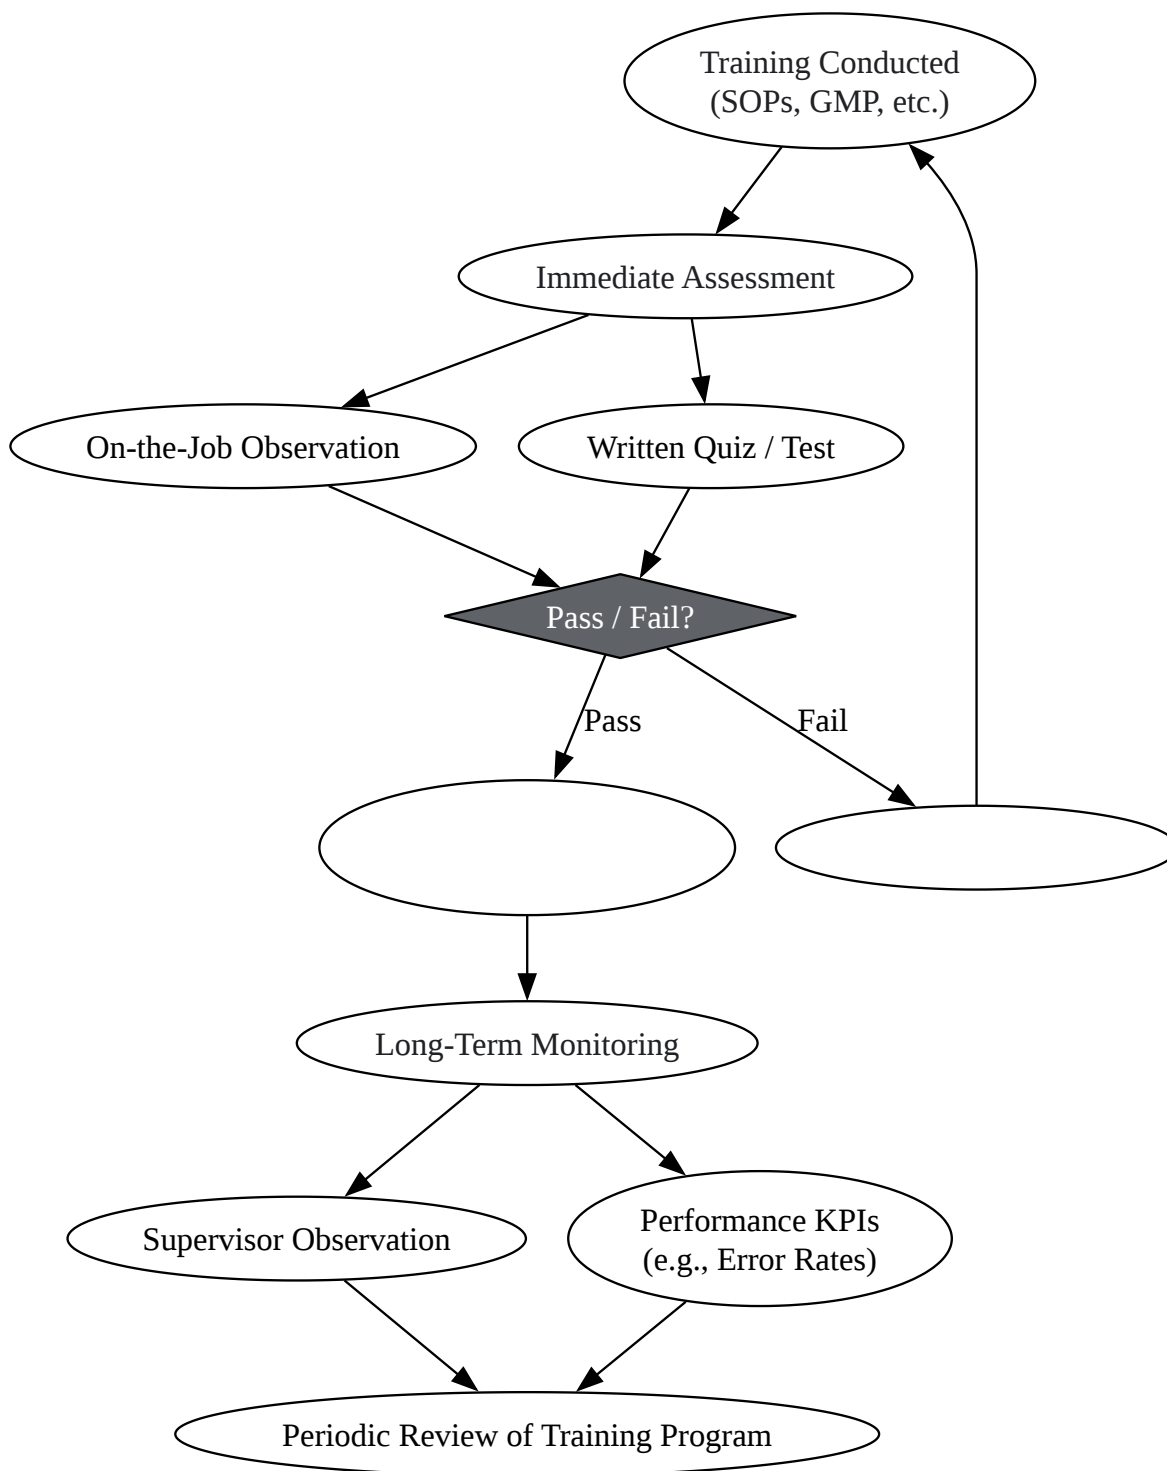 Training Conducted
(SOPs, GMP, etc.)
Immediate Assessment
On-the-Job Observation
Written Quiz / Test
Pass / Fail?
Pass
Fail
Long-Term Monitoring
Supervisor Observation
Performance KPIs
(e.g., Error Rates)
Periodic Review of Training Program